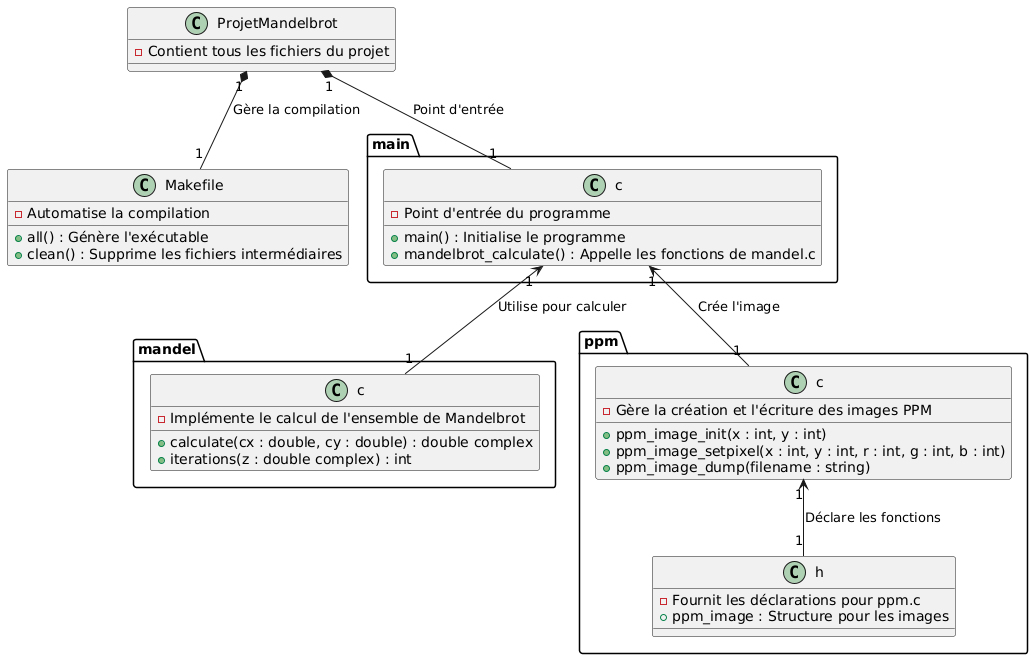 C ProjetMandelbrot
Contient tous les fichiers du projet
1
1
Gère la compilation
Point d'entrée
1
1
C Makefile
Automatise la compilation
all() : Génère l'exécutable
clean() : Supprime les fichiers intermédiaires
main
C c
Point d'entrée du programme
main() : Initialise le programme
mandelbrot_calculate() : Appelle les fonctions de mandel.c
1
1
Utilise pour calculer
Crée l'image
1
1
mandel
C c
Implémente le calcul de l'ensemble de Mandelbrot
calculate(cx : double, cy : double) : double complex
iterations(z : double complex) : int
ppm
C c
Gère la création et l'écriture des images PPM
ppm_image_init(x : int, y : int)
ppm_image_setpixel(x : int, y : int, r : int, g : int, b : int)
ppm_image_dump(filename : string)
1
Déclare les fonctions
1
C h
Fournit les déclarations pour ppm.c
ppm_image : Structure pour les images